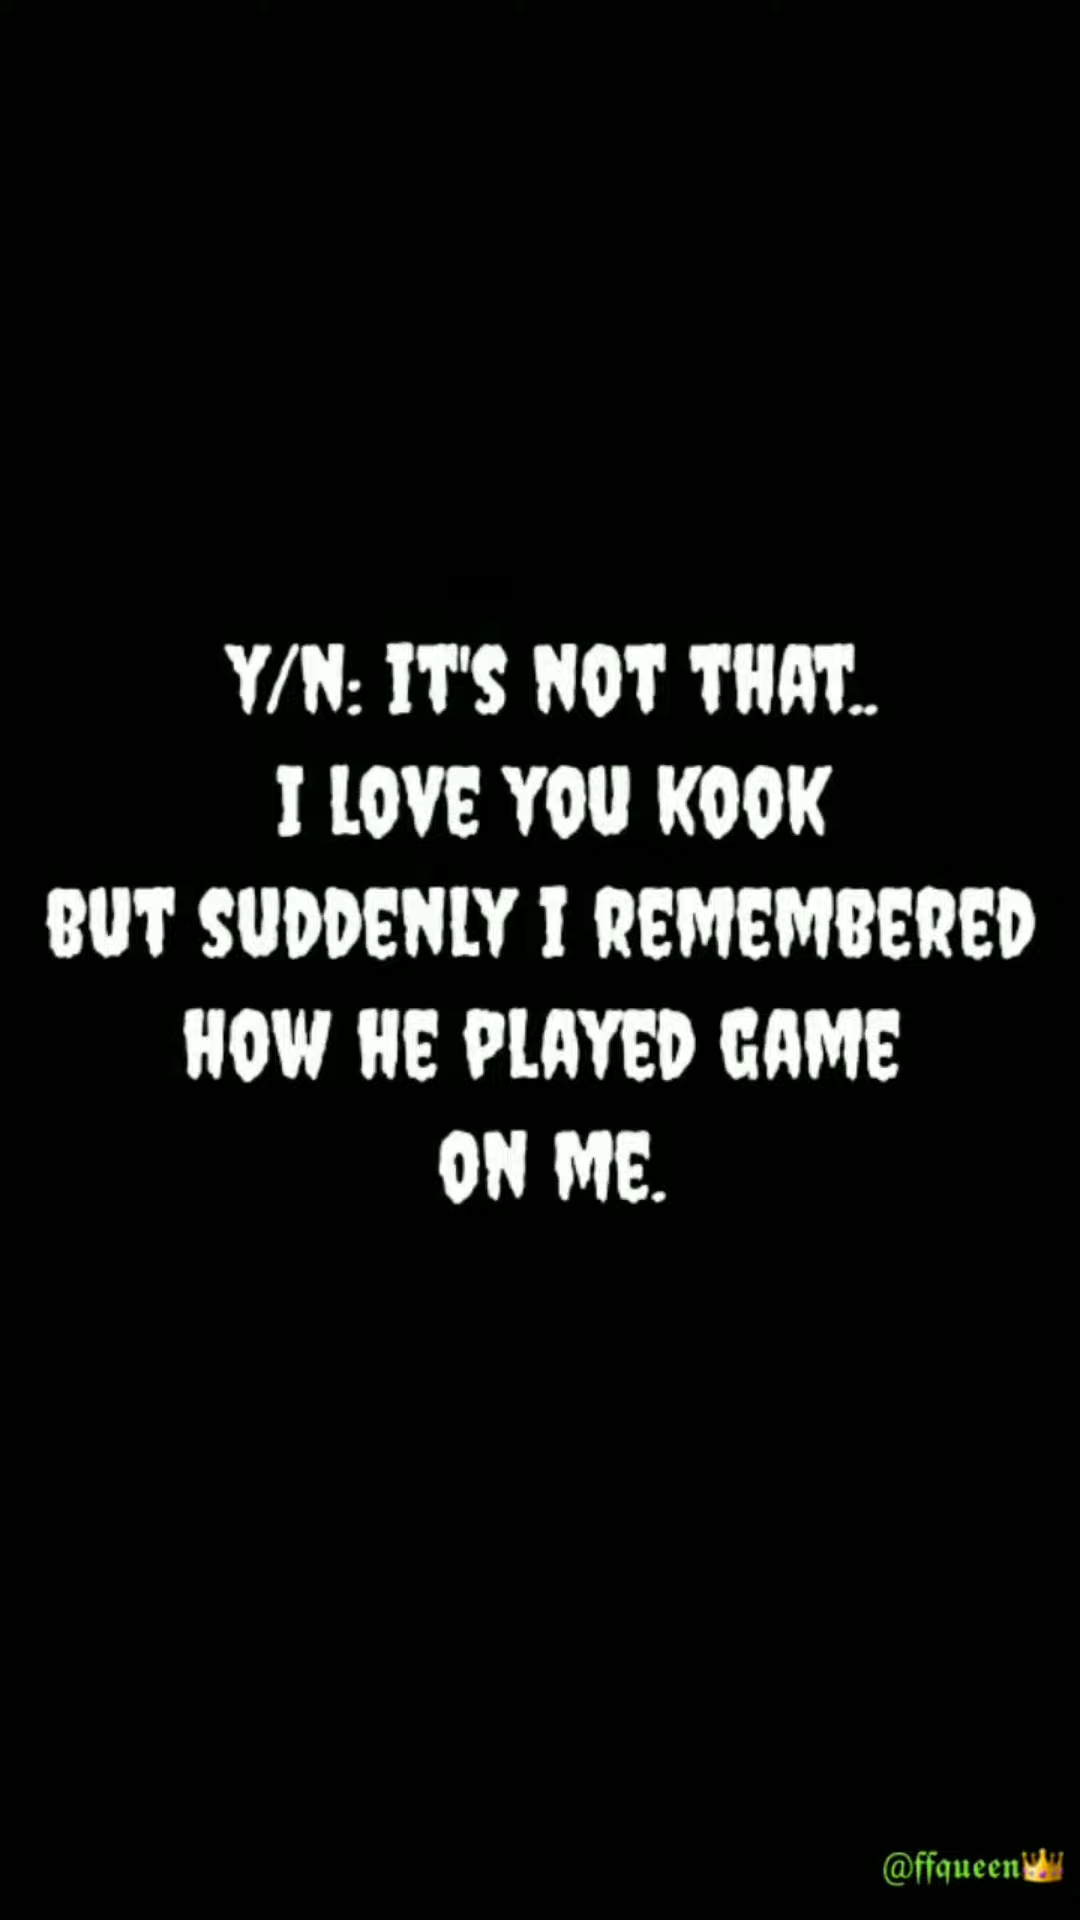 Y/N: IT'S NOT THAT..
I LOVE YOU KOOK
BUT SUDDENLY I REMEMBERED
HOW HE PLAYED GAME
ON ME.
@ffqueen👑